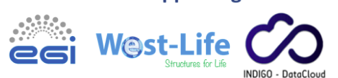 egi
West-Life
Structures for Life
INDIGO - DataCloud